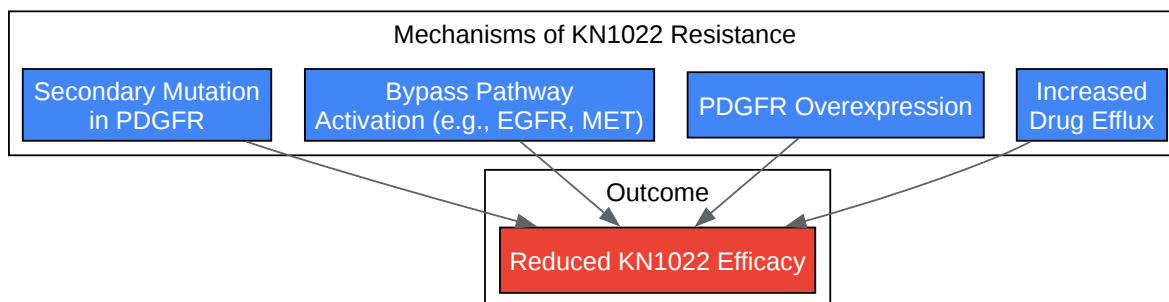 Mechanisms of KN1022 Resistance
Secondary Mutation
in PDGFR
Bypass Pathway
Activation (e.g., EGFR, MET)
PDGFR Overexpression
Increased
Drug Efflux
Outcome
Reduced KN1022 Efficacy